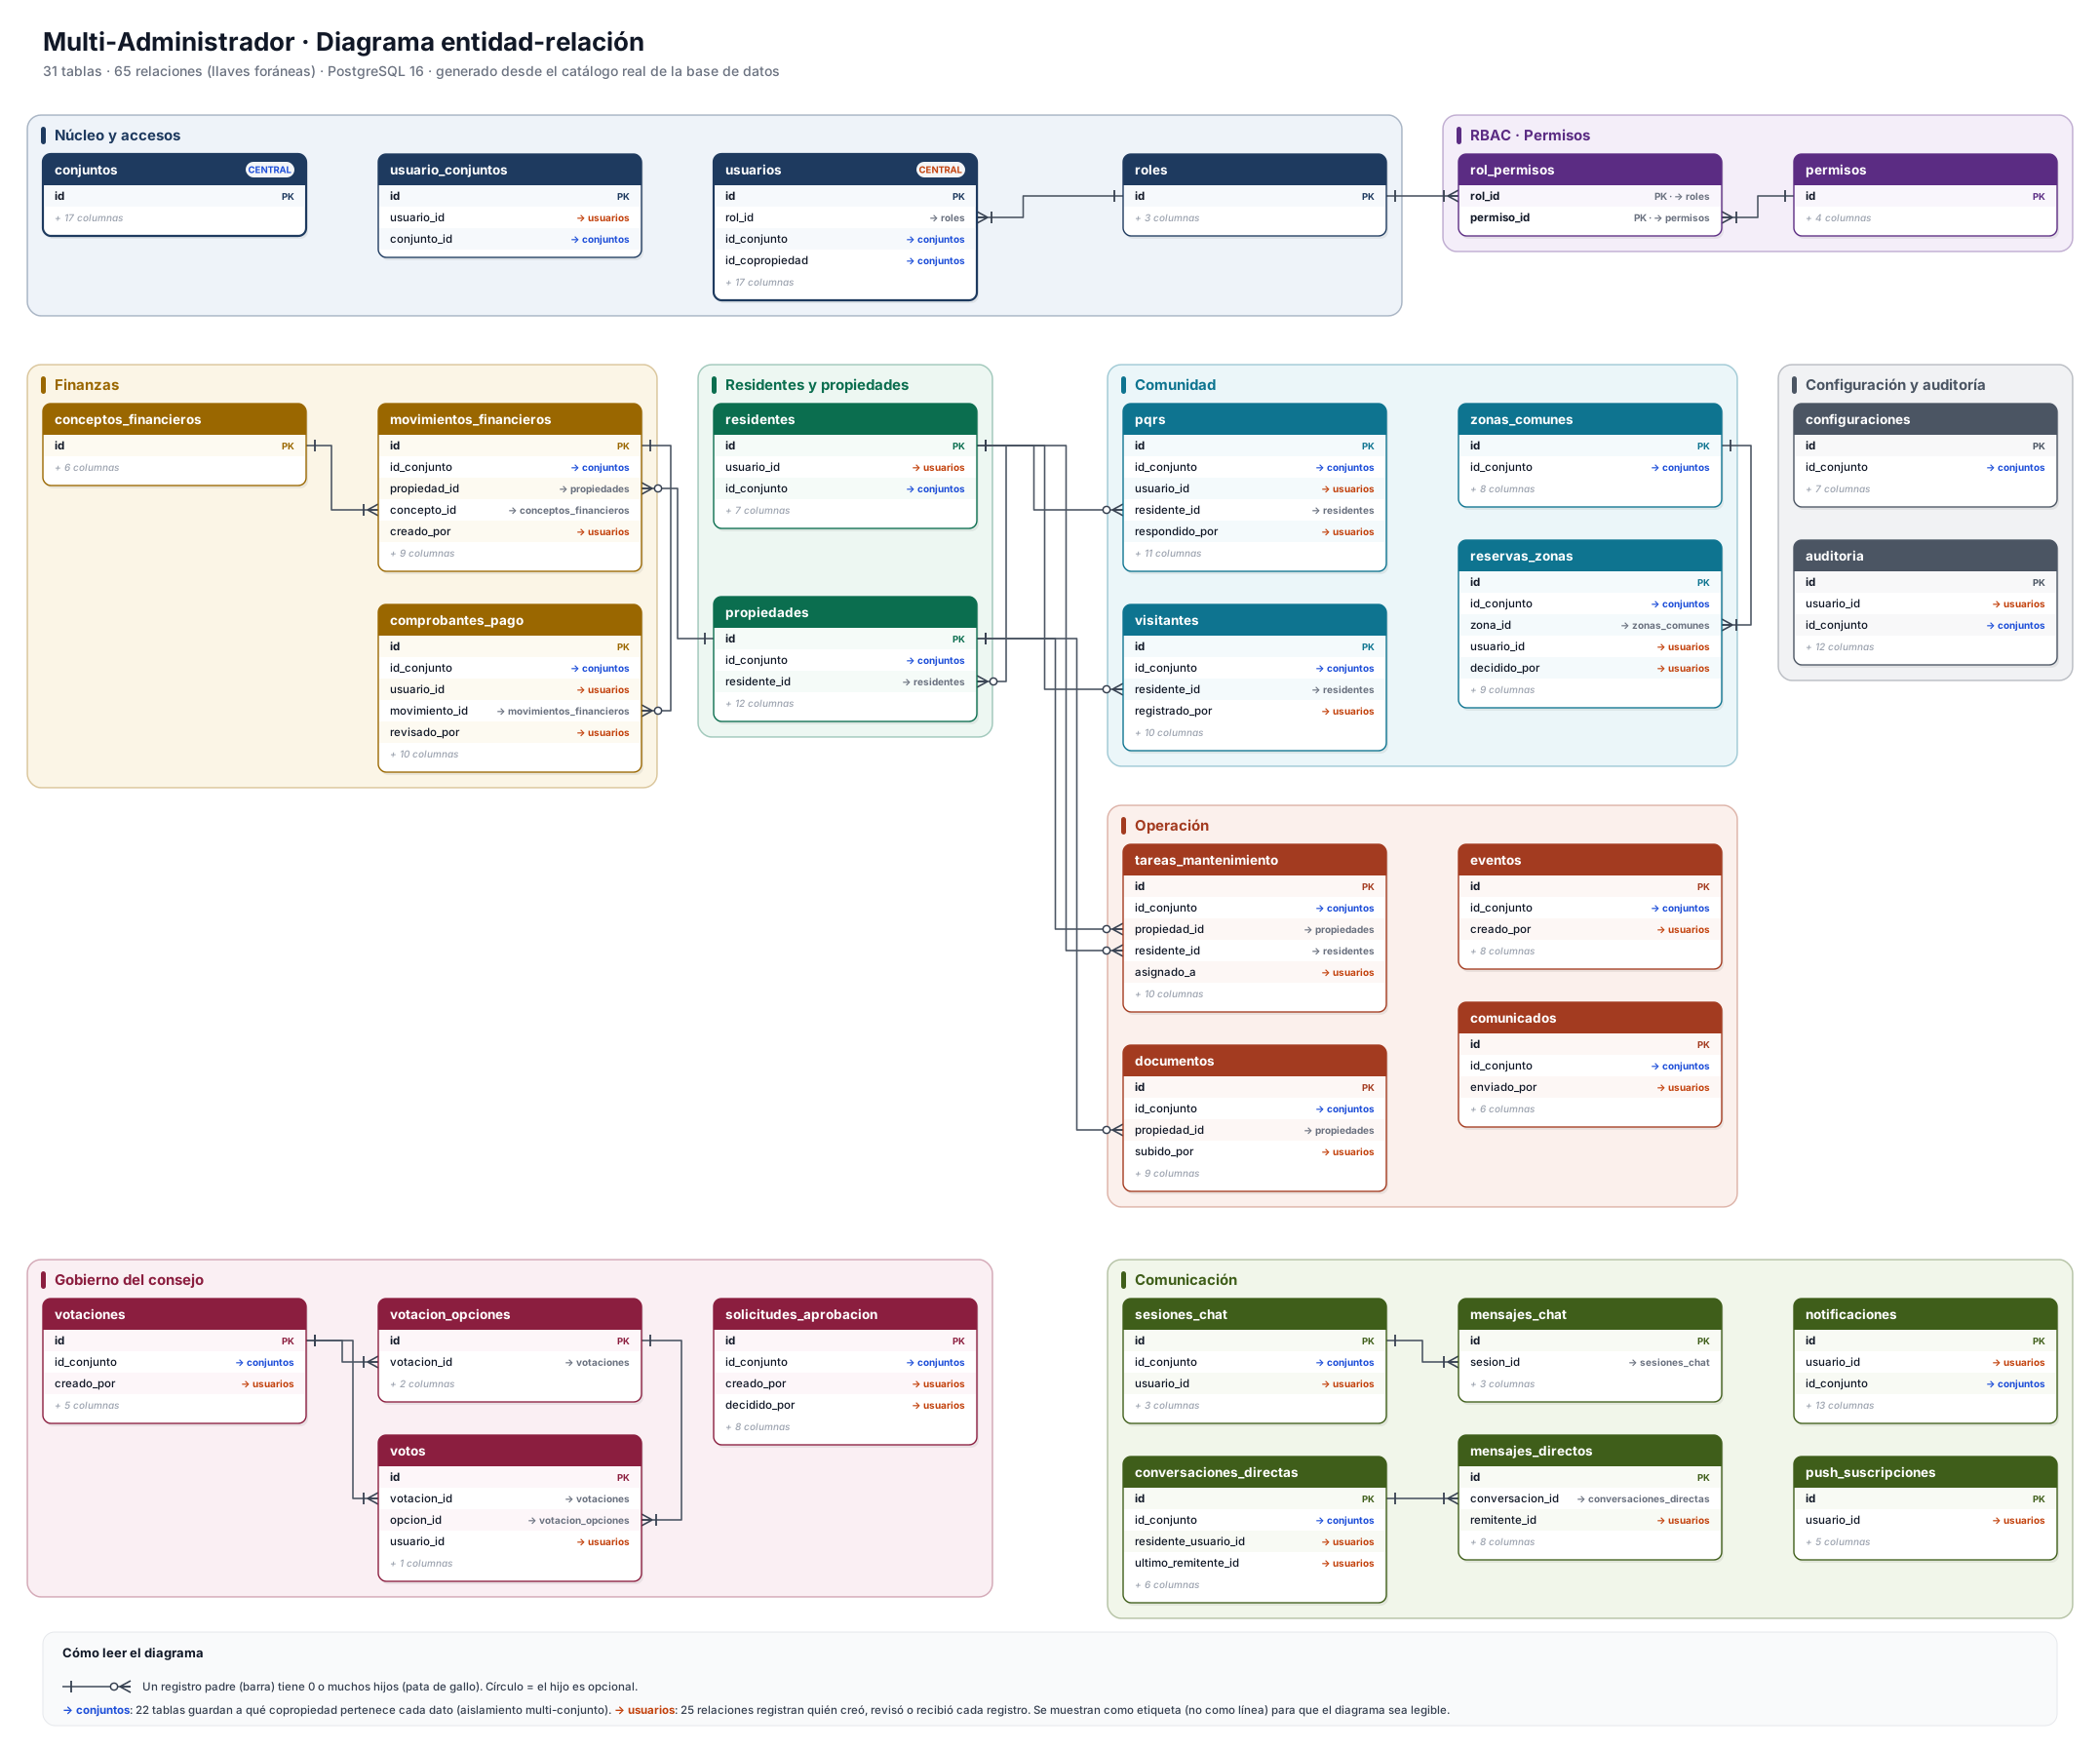 Multi-Administrador · Diagrama entidad-relación
31 tablas · 65 relaciones (llaves foráneas) · PostgreSQL 16 · generado desde el catálogo real de la base de datos
Núcleo y accesos
conjuntos CENTRAL
id PK
+ 17 columnas
usuario_conjuntos
id PK
usuario_id → usuarios
conjunto_id → conjuntos
usuarios CENTRAL
id PK
rol_id → roles
id_conjunto → conjuntos
id_copropiedad → conjuntos
+ 17 columnas
roles
id PK
+ 3 columnas
RBAC · Permisos
rol_permisos
rol_id PK · → roles
permiso_id PK · → permisos
permisos
id PK
+ 4 columnas
Finanzas
conceptos_financieros
id PK
+ 6 columnas
movimientos_financieros
id PK
id_conjunto → conjuntos
propiedad_id → propiedades
concepto_id → conceptos_financieros
creado_por → usuarios
+ 9 columnas
comprobantes_pago
id PK
id_conjunto → conjuntos
usuario_id → usuarios
movimiento_id → movimientos_financieros
revisado_por → usuarios
+ 10 columnas
Residentes y propiedades
residentes
id PK
usuario_id → usuarios
id_conjunto → conjuntos
+ 7 columnas
propiedades
id PK
id_conjunto → conjuntos
residente_id → residentes
+ 12 columnas
Comunidad
pqrs
id PK
id_conjunto → conjuntos
usuario_id → usuarios
residente_id → residentes
respondido_por → usuarios
+ 11 columnas
visitantes
id PK
id_conjunto → conjuntos
residente_id → residentes
registrado_por → usuarios
+ 10 columnas
zonas_comunes
id PK
id_conjunto → conjuntos
+ 8 columnas
reservas_zonas
id PK
id_conjunto → conjuntos
zona_id → zonas_comunes
usuario_id → usuarios
decidido_por → usuarios
+ 9 columnas
Configuración y auditoría
configuraciones
id PK
id_conjunto → conjuntos
+ 7 columnas
auditoria
id PK
usuario_id → usuarios
id_conjunto → conjuntos
+ 12 columnas
Operación
tareas_mantenimiento
id PK
id_conjunto → conjuntos
propiedad_id → propiedades
residente_id → residentes
asignado_a → usuarios
+ 10 columnas
documentos
id PK
id_conjunto → conjuntos
propiedad_id → propiedades
subido_por → usuarios
+ 9 columnas
eventos
id PK
id_conjunto → conjuntos
creado_por → usuarios
+ 8 columnas
comunicados
id PK
id_conjunto → conjuntos
enviado_por → usuarios
+ 6 columnas
Gobierno del consejo
votaciones
id PK
id_conjunto → conjuntos
creado_por → usuarios
+ 5 columnas
votacion_opciones
id PK
votacion_id → votaciones
+ 2 columnas
votos
id PK
votacion_id → votaciones
opcion_id → votacion_opciones
usuario_id → usuarios
+ 1 columnas
solicitudes_aprobacion
id PK
id_conjunto → conjuntos
creado_por → usuarios
decidido_por → usuarios
+ 8 columnas
Comunicación
sesiones_chat
id PK
id_conjunto → conjuntos
usuario_id → usuarios
+ 3 columnas
conversaciones_directas
id PK
id_conjunto → conjuntos
residente_usuario_id → usuarios
ultimo_remitente_id → usuarios
+ 6 columnas
mensajes_chat
id PK
sesion_id → sesiones_chat
+ 3 columnas
mensajes_directos
id PK
conversacion_id → conversaciones_directas
remitente_id → usuarios
+ 8 columnas
notificaciones
id PK
usuario_id → usuarios
id_conjunto → conjuntos
+ 13 columnas
push_suscripciones
id PK
usuario_id → usuarios
+ 5 columnas
Cómo leer el diagrama
Un registro padre (barra) tiene 0 o muchos hijos (pata de gallo). Círculo = el hijo es opcional.
→ conjuntos: 22 tablas guardan a qué copropiedad pertenece cada dato (aislamiento multi-conjunto). → usuarios: 25 relaciones registran quién creó, revisó o recibió cada registro. Se muestran como etiqueta (no como línea) para que el diagrama sea legible.